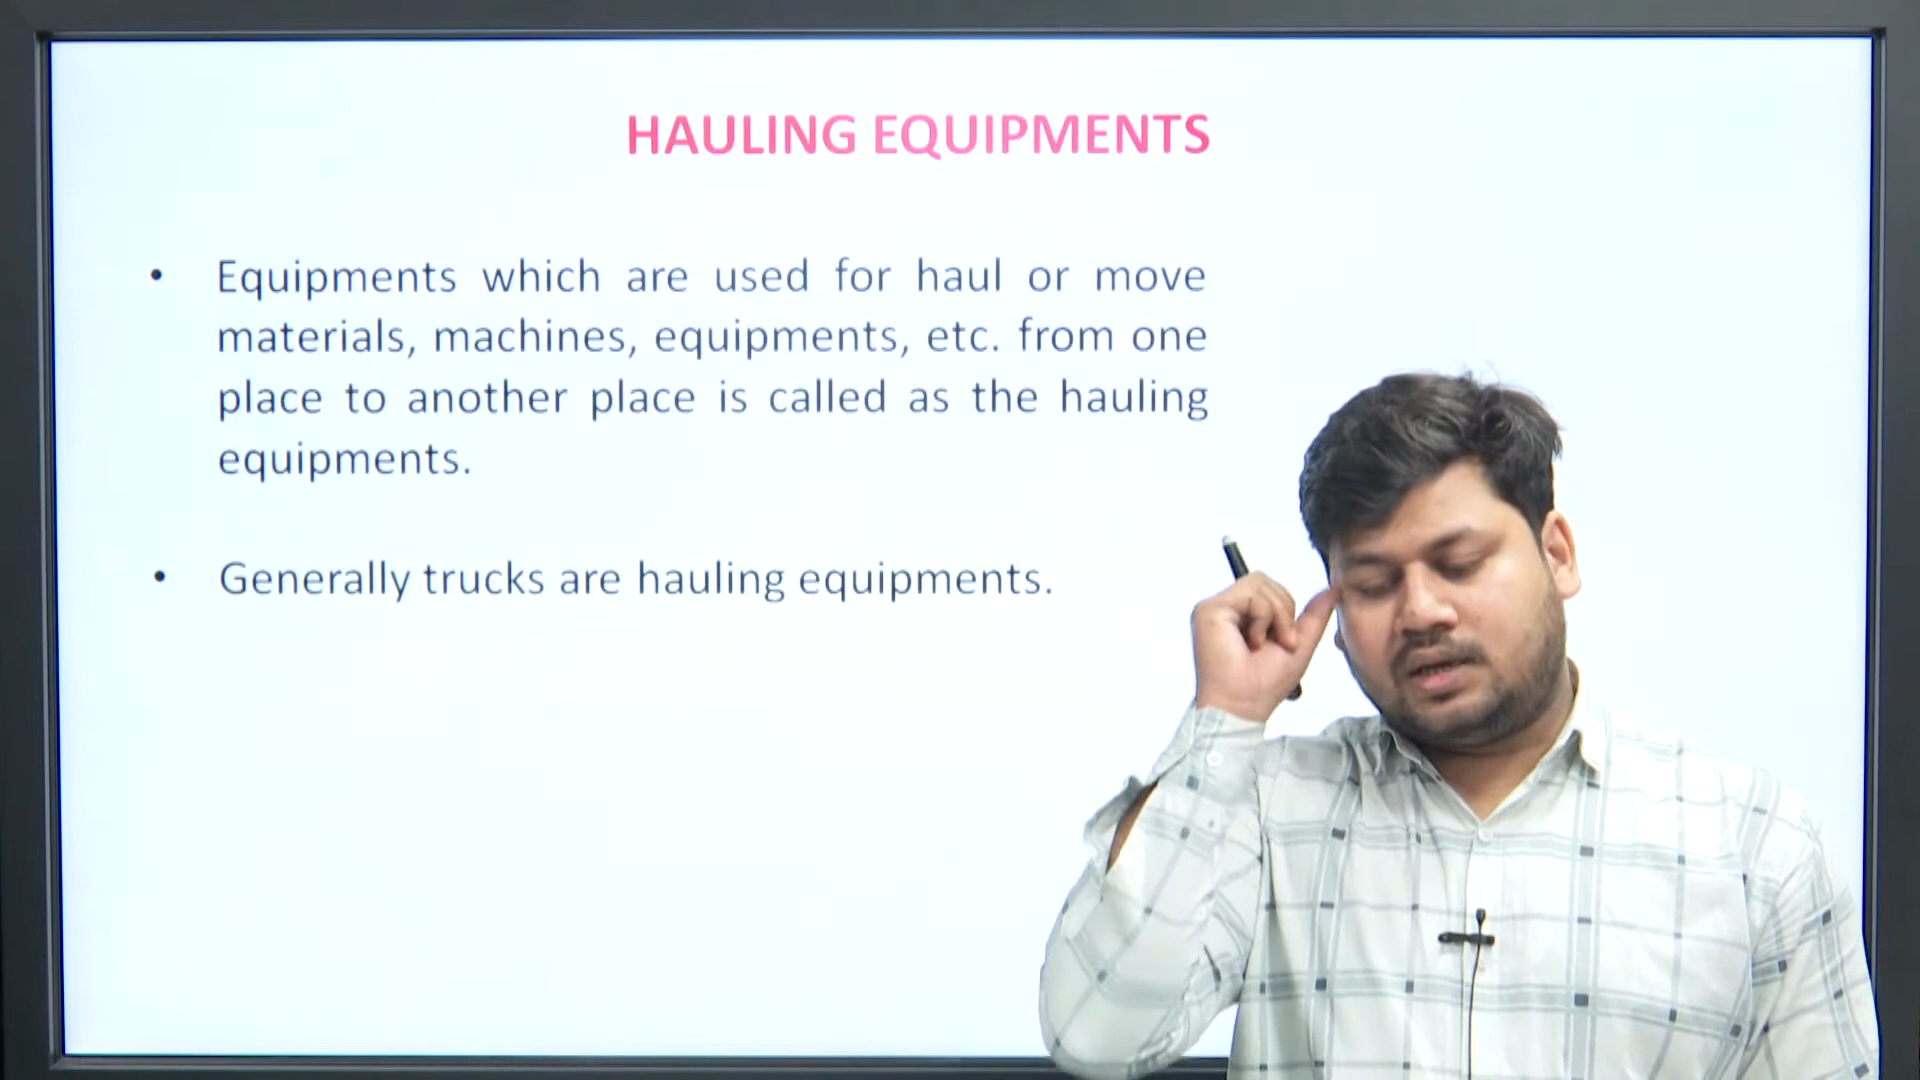 HAULING EQUIPMENTS
• Equipments which are used for haul or move
materials, machines, equipments, etc. from one
place to another place is called as the hauling
equipments.
• Generally trucks are hauling equipments.